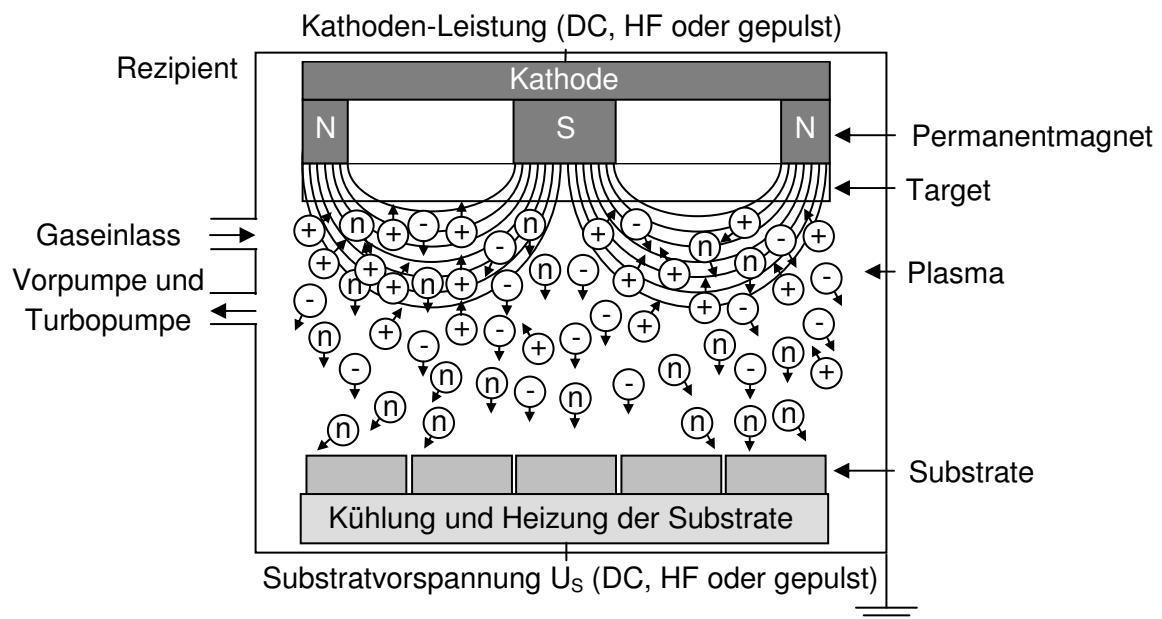 Kathoden-Leistung (DC, HF oder gepulst)
Rezipient
Kathode
N S N
Permanentmagnet
Target
Gaseinlass
Vorpumpe und
Turbopumpe
Plasma
+ n + - + n - + - + n - +
+ + n + n + - n - + + n + -
- + - + - + - - + + - -
n - n n - n - n n - n +
n n n n n n
Substrate
Kühlung und Heizung der Substrate
Substratvorspannung US (DC, HF oder gepulst)